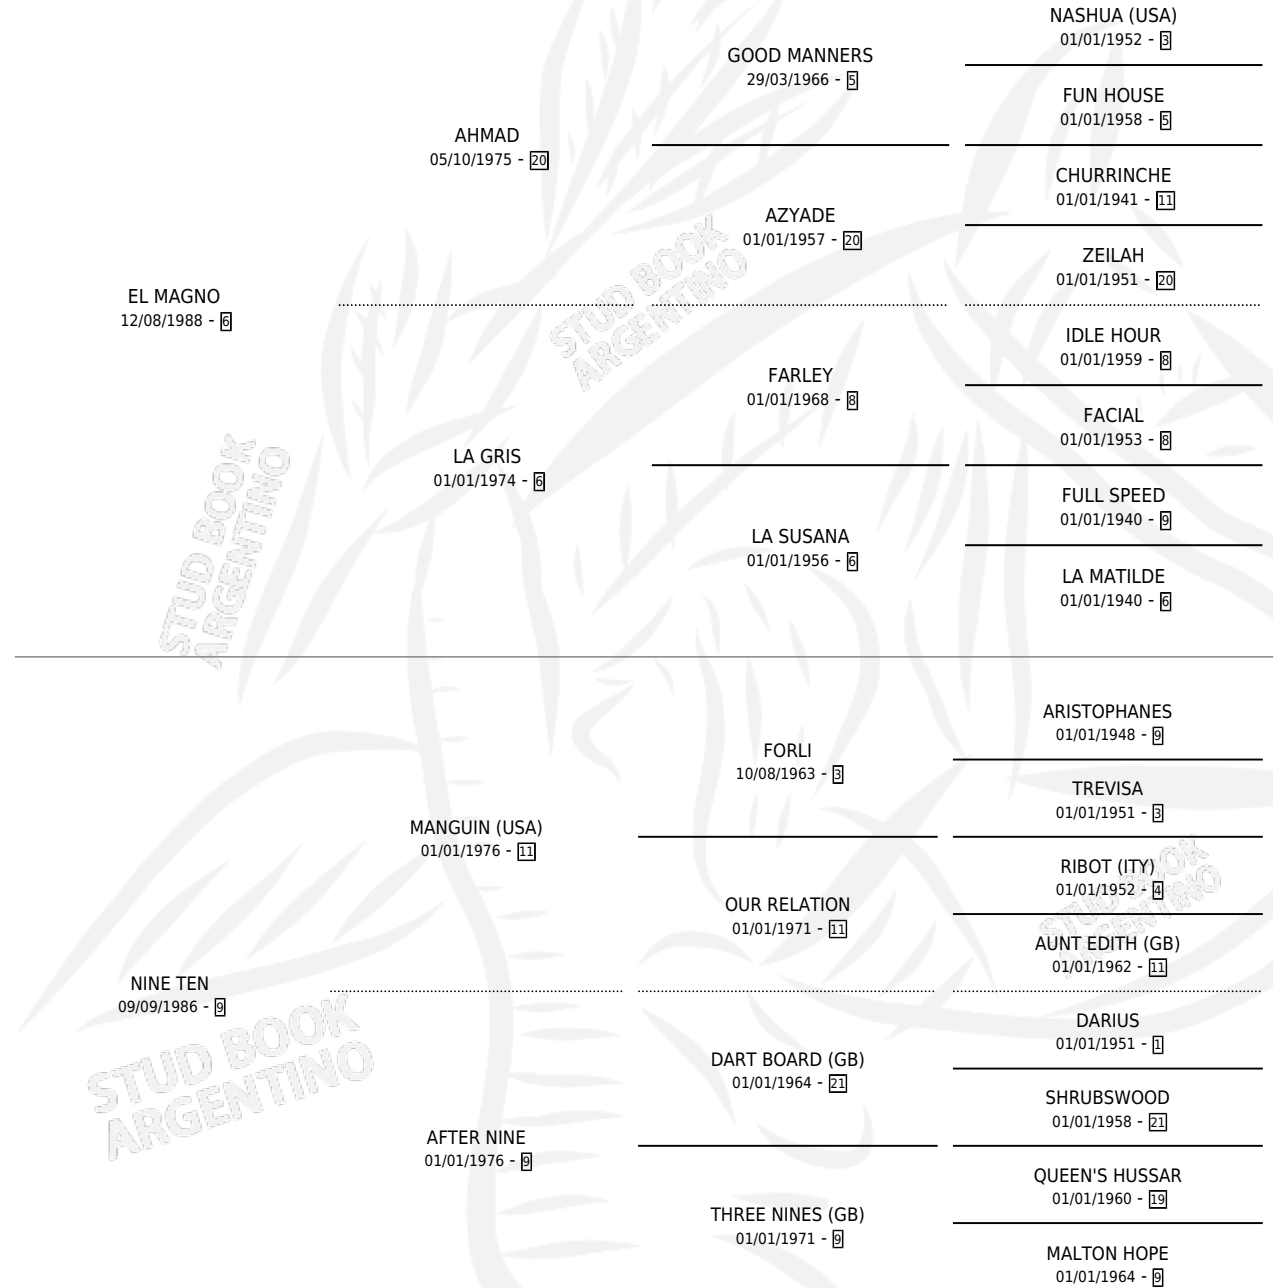 NASHUA (USA)
01/01/1952 - 3
GOOD MANNERS
29/03/1966 - 5
FUN HOUSE
01/01/1958 - 5
AHMAD
05/10/1975 - 20
CHURRINCHE
01/01/1941 - 11
AZYADE
01/01/1957 - 20
ZEILAH
01/01/1951 - 20
EL MAGNO
12/08/1988 - 6
STUD BOOK
ARGENTINO
IDLE HOUR
01/01/1959 - 8
FARLEY
01/01/1968 - 8
FACIAL
01/01/1953 - 8
LA GRIS
01/01/1974 - 6
FULL SPEED
01/01/1940 - 9
LA SUSANA
01/01/1956 - 6
LA MATILDE
01/01/1940 - 6
STUD BOOK
ARGENTINO
ARISTOPHANES
01/01/1948 - 9
FORLI
10/08/1963 - 3
TREVISA
01/01/1951 - 3
MANGUIN (USA)
01/01/1976 - 11
RIBOT (ITY)
01/01/1952 - 4
STUD BOOK
ARGENTINO
OUR RELATION
01/01/1971 - 11
AUNT EDITH (GB)
01/01/1962 - 11
NINE TEN
09/09/1986 - 9
STUD BOOK
ARGENTINO
DARIUS
01/01/1951 - 1
DART BOARD (GB)
01/01/1964 - 21
SHRUBSWOOD
01/01/1958 - 21
AFTER NINE
01/01/1976 - 9
QUEEN'S HUSSAR
01/01/1960 - 19
THREE NINES (GB)
01/01/1971 - 9
MALTON HOPE
01/01/1964 - 9